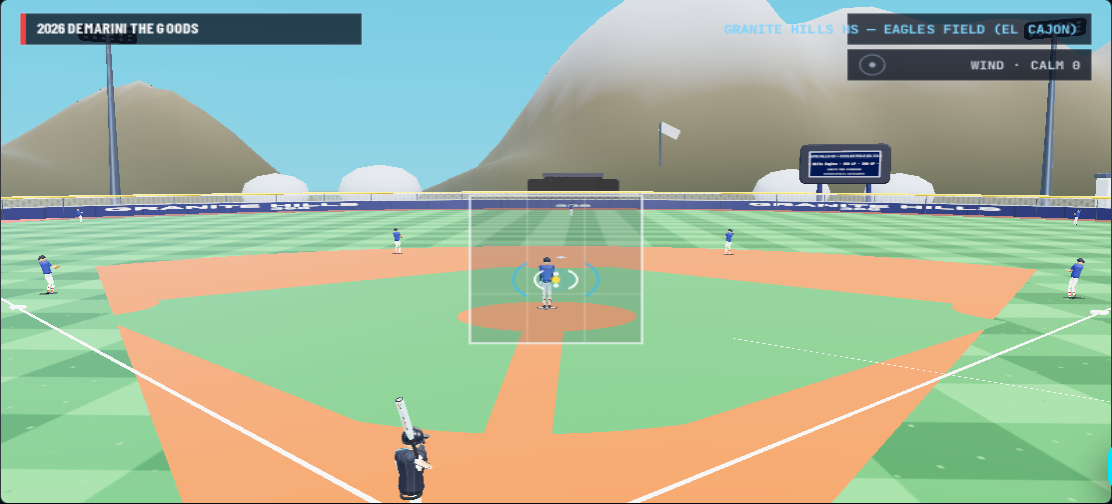 2026 DEMARINI THE GOODS
GRANITE HILLS HS — EAGLES FIELD (EL CAJON)
WIND · CALM 0
GRANITE HILLS
GRANITE HILLS